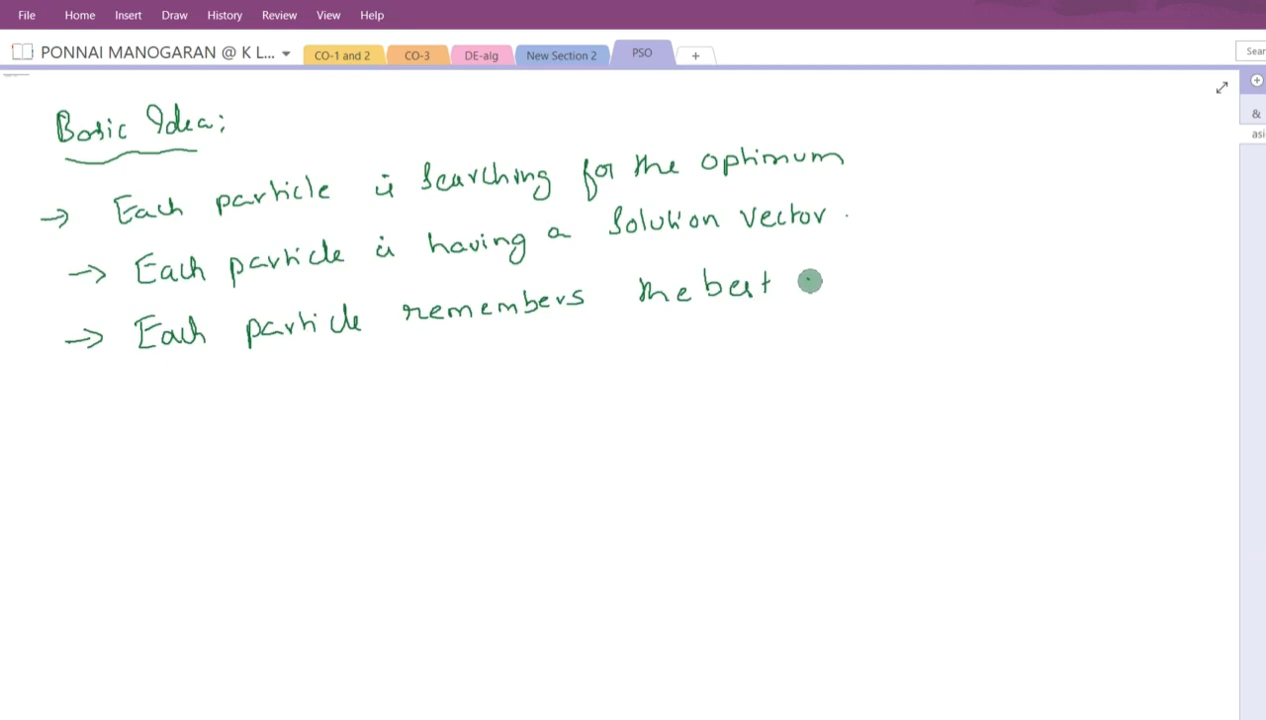 File Home Insert Draw History Review View Help
PONNAI MANOGARAN @ K L... CO-1 and 2 CO-3 DE-alg New Section 2 PSO + Sear
&
asi
Basic Idea:
→ Each particle is searching for the optimum
→ Each particle is having a solution vector.
→ Each particle remembers the best